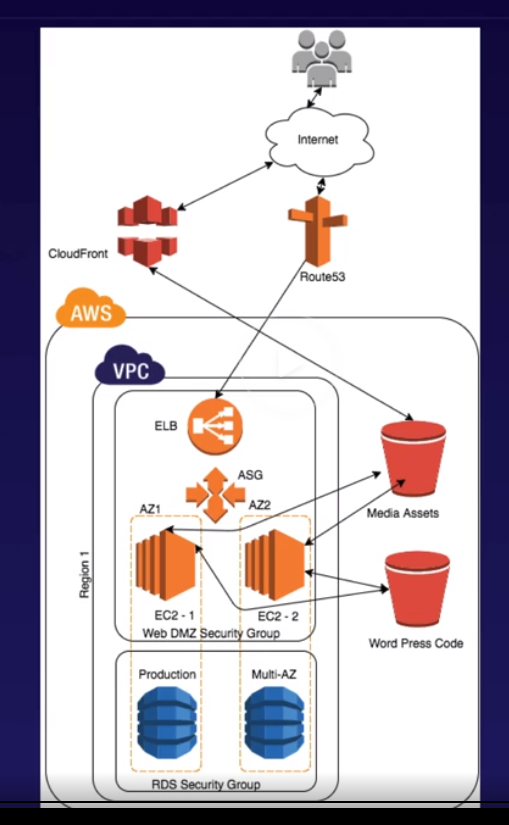 Internet
CloudFront
Route53
AWS
VPC
ELB
ASG
AZ1
AZ2
Media Assets
Region 1
EC2 - 1
EC2 - 2
Web DMZ Security Group
Word Press Code
Production
Multi-AZ
RDS Security Group